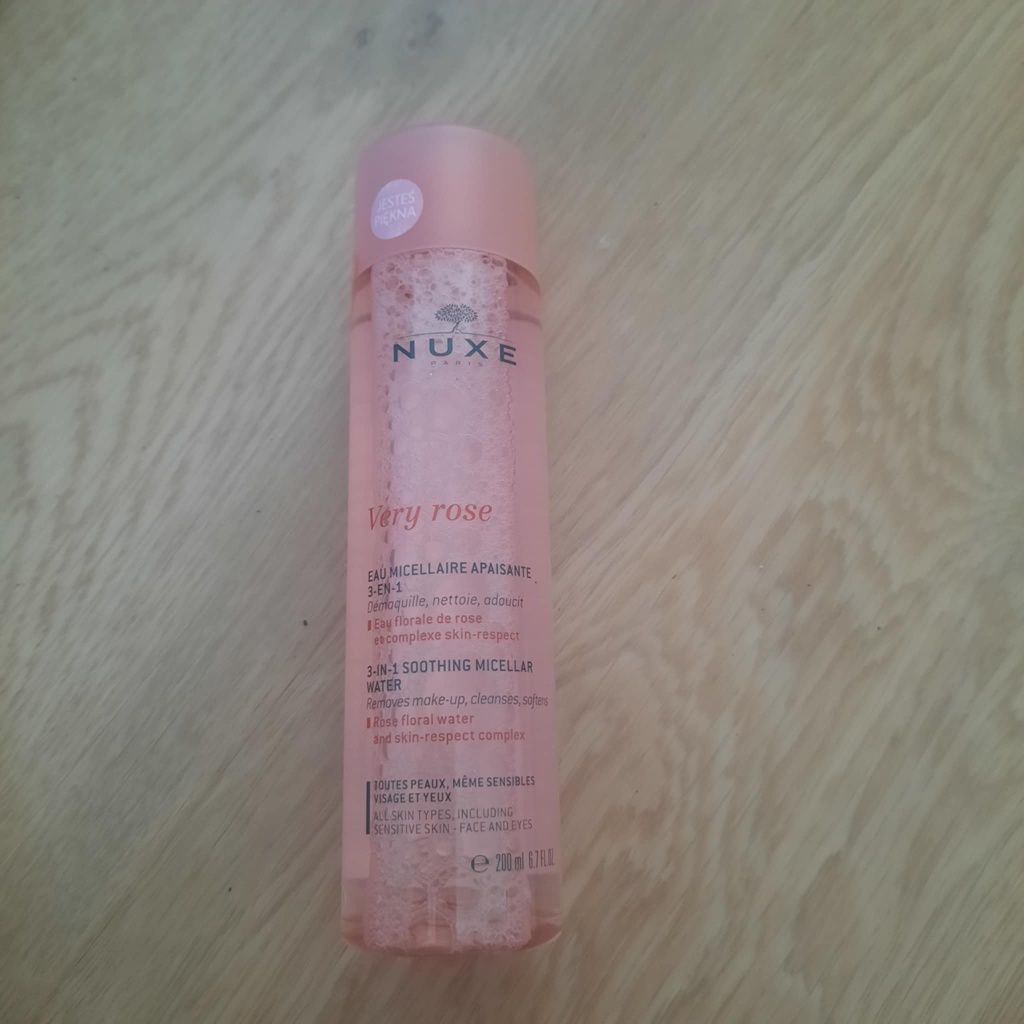 JESTEŚ
PIĘKNA
NUXE
PARIS
Very rose
EAU MICELLAIRE APAISANTE
3-EN-1
Démaquille, nettoie, adoucit
Eau florale de rose
et complexe skin-respect
3-IN-1 SOOTHING MICELLAR
WATER
Removes make-up, cleanses, softens
Rose floral water
and skin-respect complex
TOUTES PEAUX, MÊME SENSIBLES
VISAGE ET YEUX
ALL SKIN TYPES, INCLUDING
SENSITIVE SKIN - FACE AND EYES
℮ 200 ml 6.7 FL.OZ